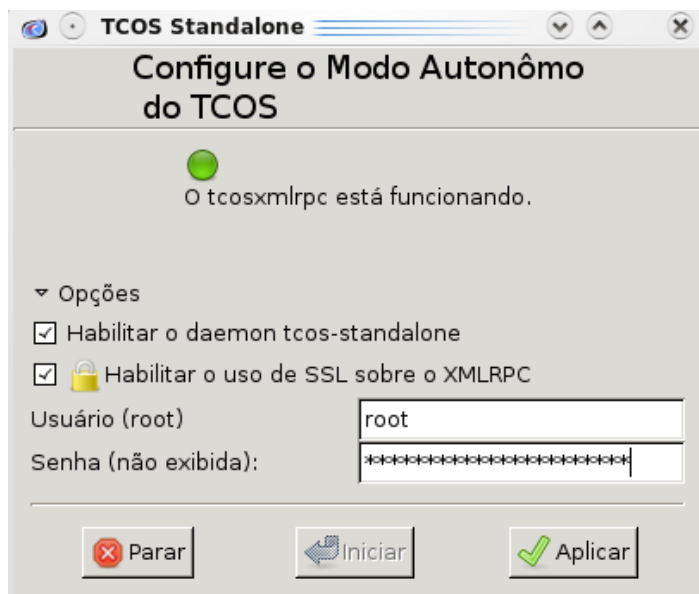 TCOS Standalone
Configure o Modo Autonômo
do TCOS
O tcosxmlrpc está funcionando.
Opções
Habilitar o daemon tcos-standalone
Habilitar o uso de SSL sobre o XMLRPC
Usuário (root) root
Senha (não exibida): ***********************
Parar Iniciar Aplicar